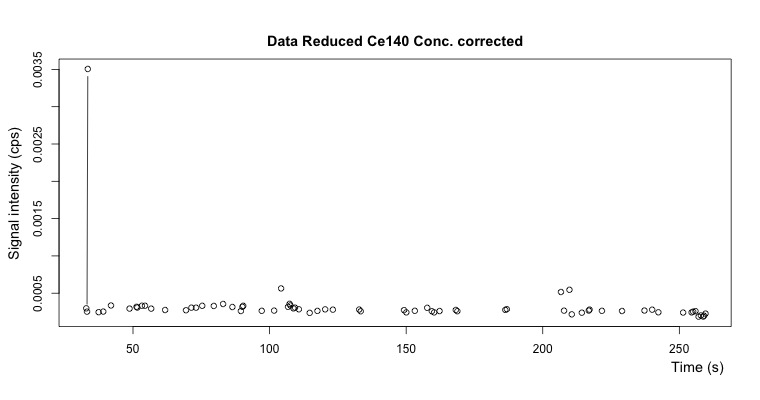 Data Reduced Ce140 Conc. corrected
Signal intensity (cps)
0.0035
0.0025
0.0015
0.0005
50 100 150 200 250
Time (s)